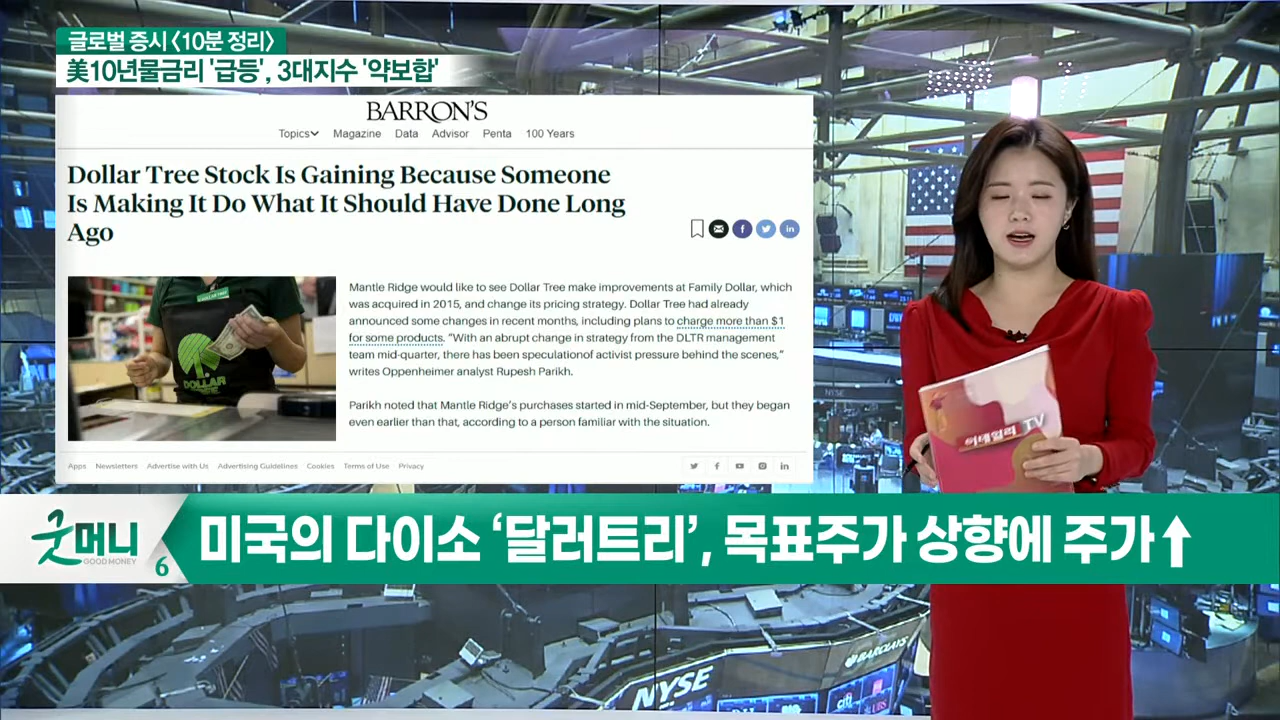 글로벌 증시 <10분 정리>
美10년물금리 '급등', 3대지수 '약보합'
BARRON'S
Topics Magazine Data Advisor Penta 100 Years
Dollar Tree Stock Is Gaining Because Someone
Is Making It Do What It Should Have Done Long
Ago
Mantle Ridge would like to see Dollar Tree make improvements at Family Dollar, which
was acquired in 2015, and change its pricing strategy. Dollar Tree had already
announced some changes in recent months, including plans to charge more than $1
for some products. "With an abrupt change in strategy from the DLTR management
team mid-quarter, there has been speculationof activist pressure behind the scenes,"
writes Oppenheimer analyst Rupesh Parikh.
Parikh noted that Mantle Ridge's purchases started in mid-September, but they began
even earlier than that, according to a person familiar with the situation.
DOLLAR
TREE
Apps Newsletters Advertise with Us Advertising Guidelines Cookies Terms of Use Privacy
이데일리 TV
굿머니
GOOD MONEY
6
미국의 다이소 '달러트리', 목표주가 상향에 주가↑
NYSE
BARCLAYS
citi
UBS